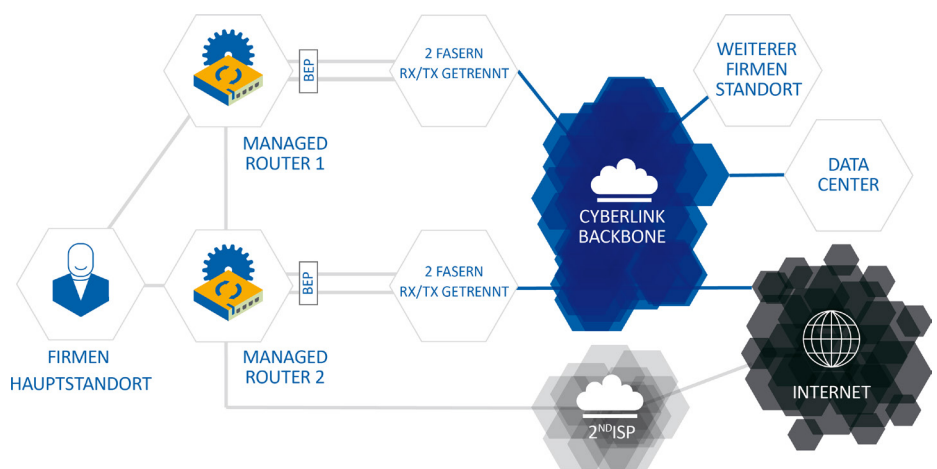 BEP
2 FASERN
RX/TX GETRENNT
WEITERER
FIRMEN
STANDORT
MANAGED
ROUTER 1
DATA
CENTER
CYBERLINK
BACKBONE
BEP
2 FASERN
RX/TX GETRENNT
FIRMEN
HAUPTSTANDORT
MANAGED
ROUTER 2
INTERNET
2ND ISP